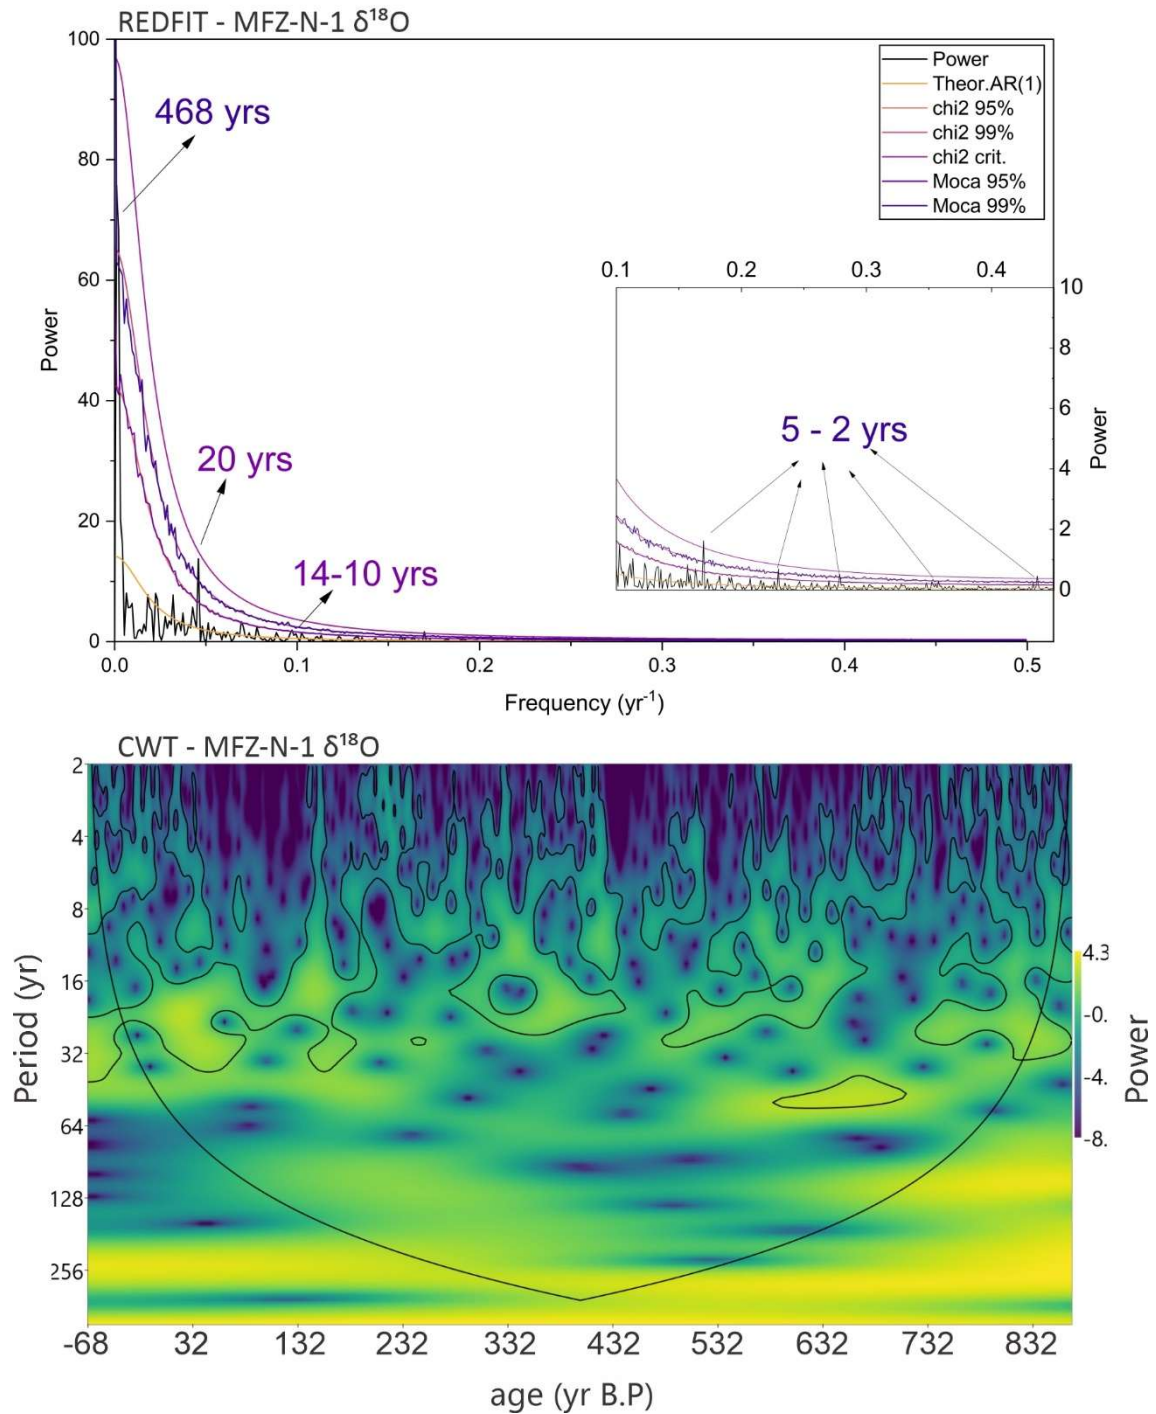 REDFIT - MFZ-N-1 δ¹⁸O
100
80
60
40
20
0
Power
468 yrs
20 yrs
14-10 yrs
Power
Theor.AR(1)
chi2 95%
chi2 99%
chi2 crit.
Moca 95%
Moca 99%
0.1 0.2 0.3 0.4
10
8
6
4
2
0
Power
5 - 2 yrs
0.0 0.1 0.2 0.3 0.4 0.5
Frequency (yr⁻¹)
CWT - MFZ-N-1 δ¹⁸O
2
4
8
16
32
64
128
256
Period (yr)
4.3
-0.
-4.
-8.
Power
-68 32 132 232 332 432 532 632 732 832
age (yr B.P)